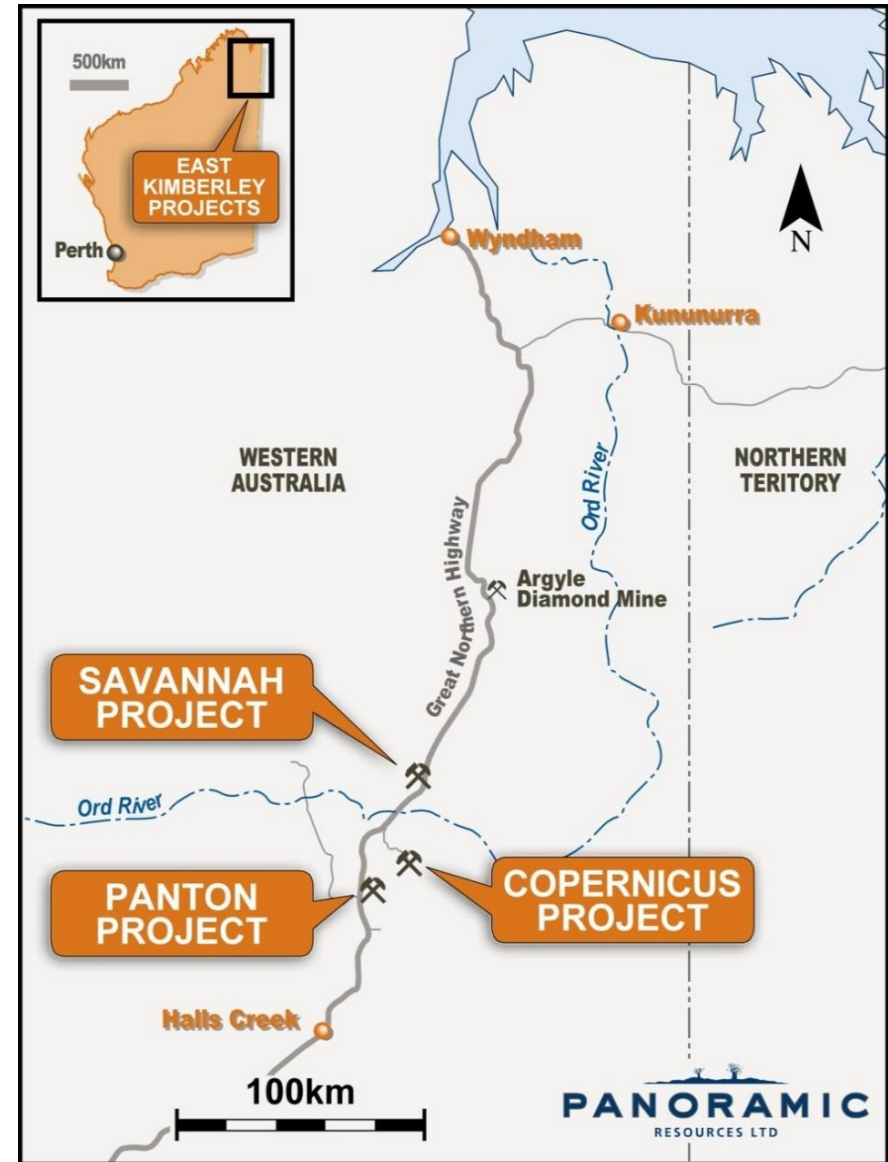 500km
EAST
KIMBERLEY
PROJECTS
Perth
N
Wyndham
Kununurra
WESTERN
AUSTRALIA
NORTHERN
TERITORY
Ord River
Great Northern Highway
Argyle
Diamond Mine
SAVANNAH
PROJECT
Ord River
PANTON
PROJECT
COPERNICUS
PROJECT
Halls Creek
100km
PANORAMIC
RESOURCES LTD